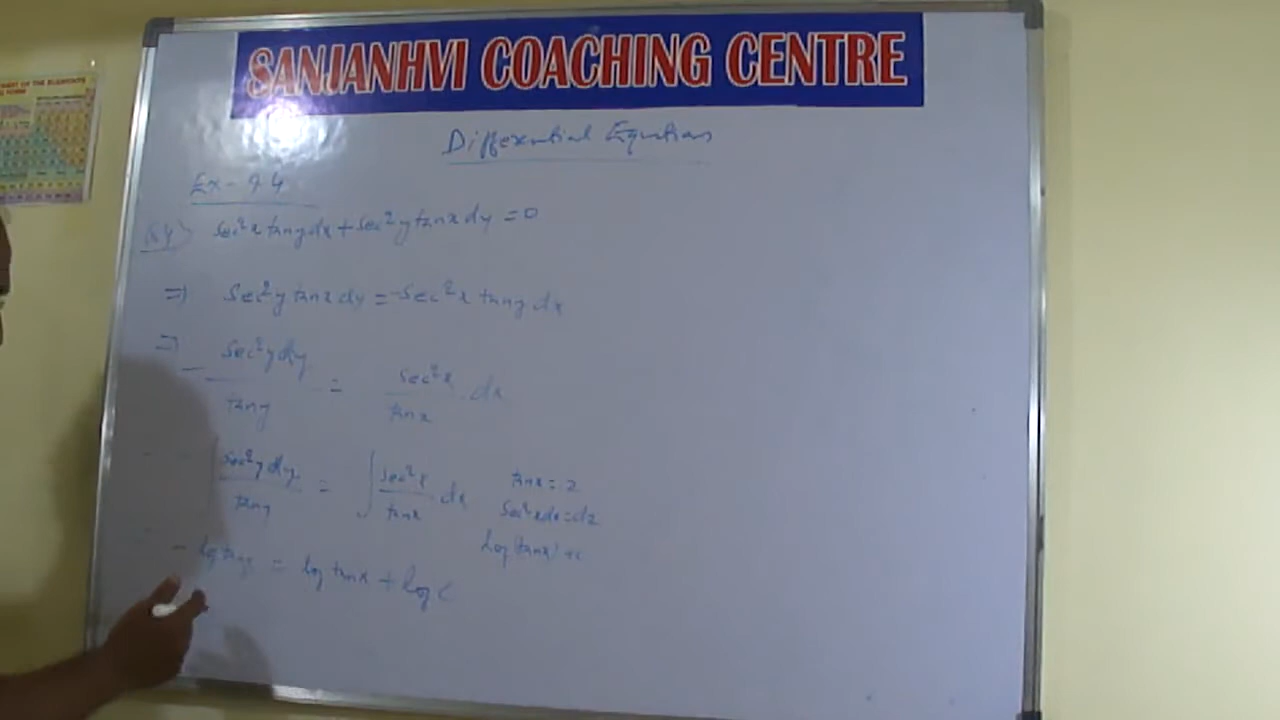 SANJANHVI COACHING CENTRE
Differential Equations
Ex - 9.4
sec²x tany dx + sec²y tanx dy = 0
=) sec²y tanx dy = -sec²x tany dx
=) - sec²y dy / tany = sec²x / tanx . dx
sec²y dy / tany = ∫ sec²x / tanx dx
tanx = z
sec²x dx = dz
log(tanx) + c
- log tany = log tanx + log c